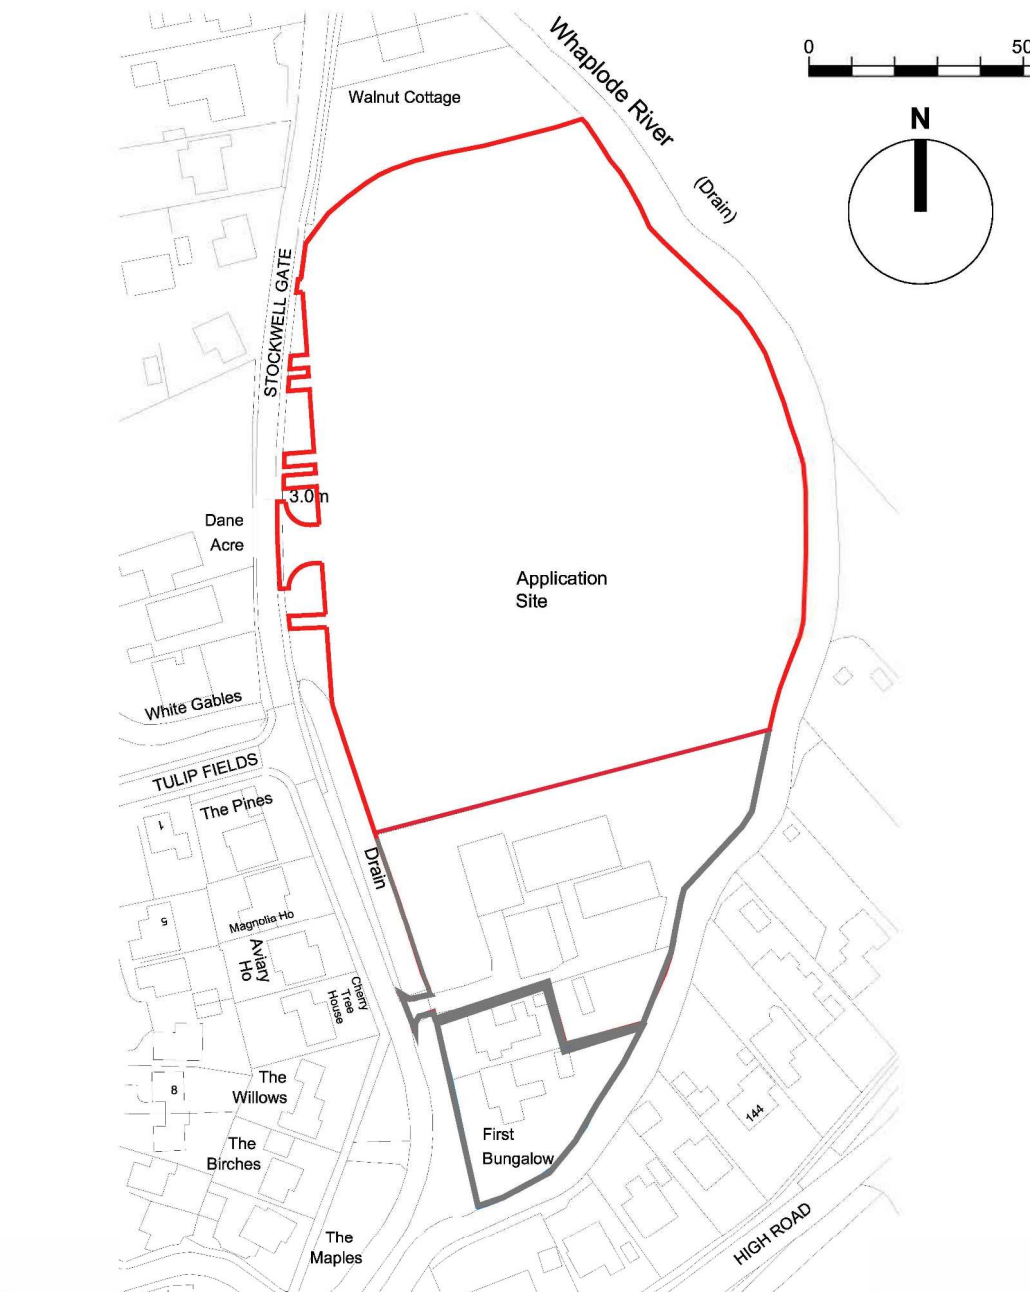 Whaplode River
(Drain)
0
50
N
Walnut Cottage
STOCKWELL GATE
3.0m
Dane
Acre
Application
Site
White Gables
TULIP FIELDS
The Pines
1
Drain
5
Magnolia Ho
Aviary
Ho
Cherry
Tree
House
The
Willows
8
The
Birches
First
Bungalow
144
The
Maples
HIGH ROAD